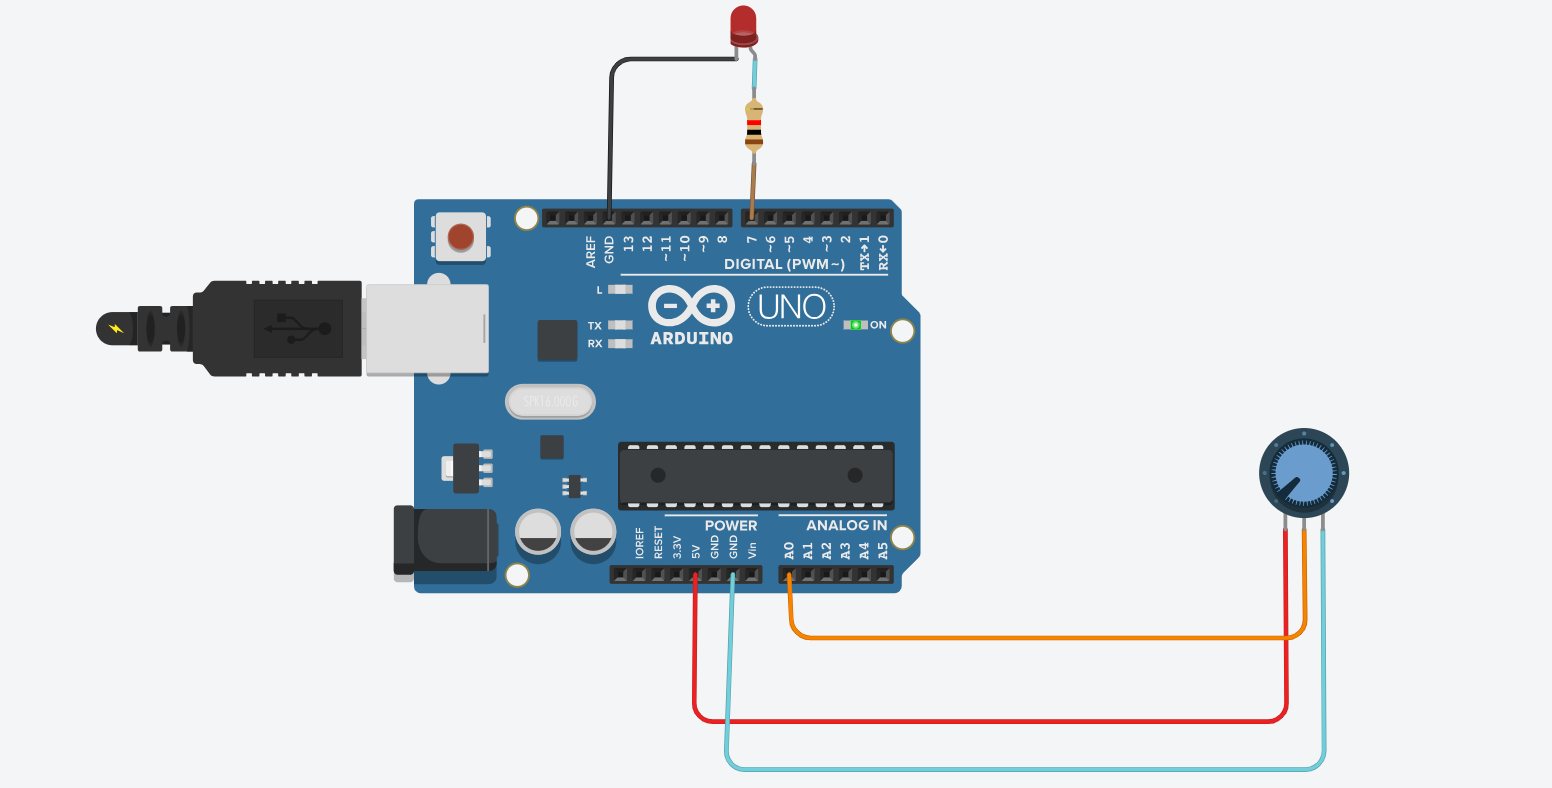 AREF
GND
13
12
~11
~10
~9
8
7
~6
~5
4
~3
2
TX→1
RX←0
DIGITAL (PWM~)
L
TX
RX
UNO
ARDUINO
ON
SPK16.000G
POWER
ANALOG IN
IOREF
RESET
3.3V
5V
GND
GND
Vin
A0
A1
A2
A3
A4
A5